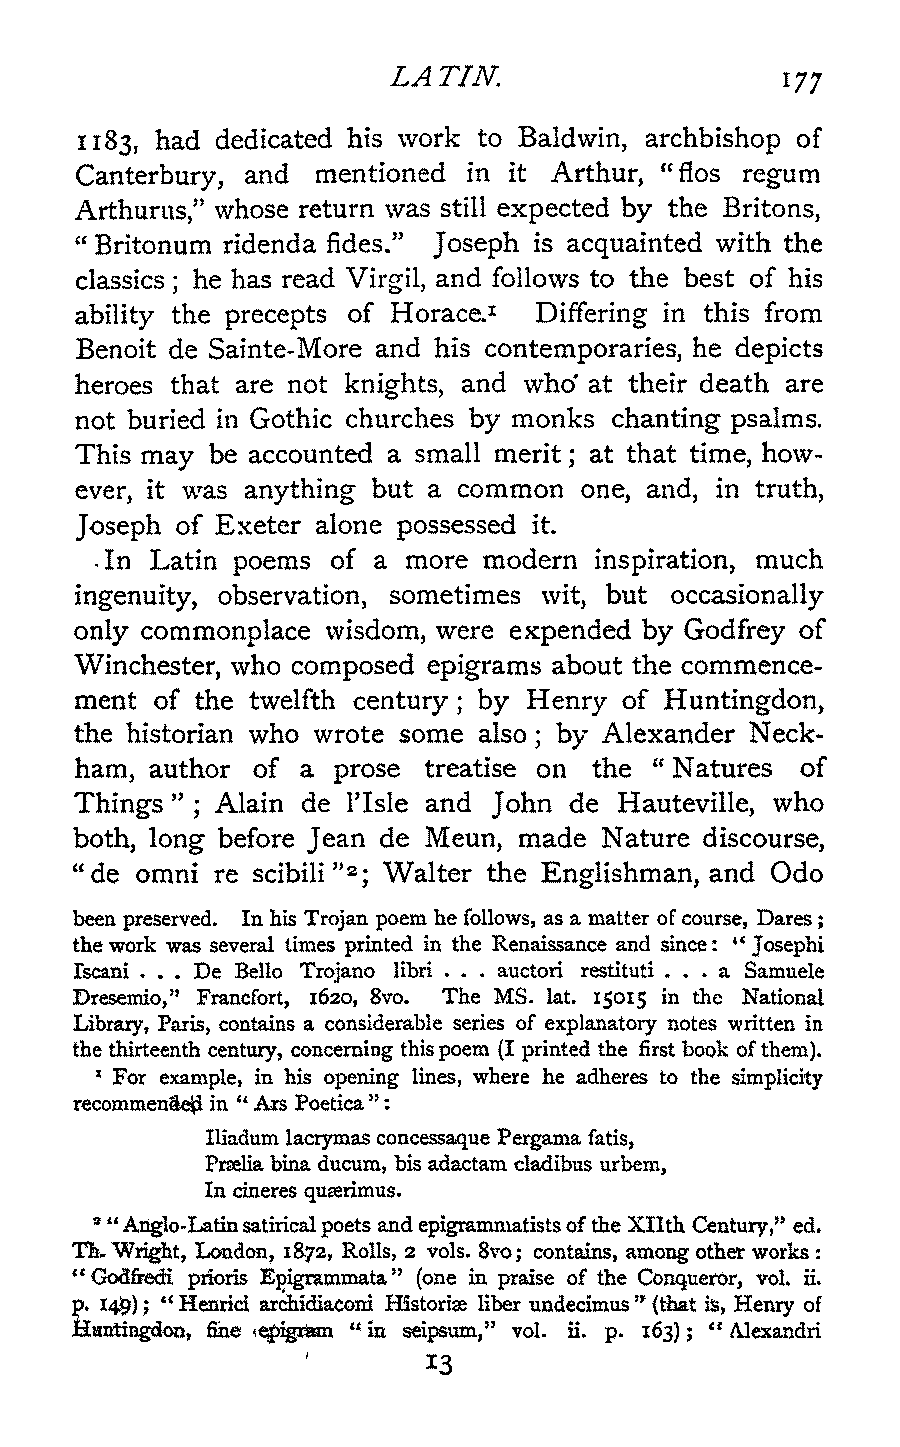 LATIN. 177
1183, had dedicated his work to Baldwin, archbishop of
Canterbury, and mentioned in it Arthur, “flos regum
Arthurus,” whose return was still expected by the Britons,
“Britonum ridenda fides.” Joseph is acquainted with the
classics ; he has read Virgil, and follows to the best of his
ability the precepts of Horace.¹ Differing in this from
Benoit de Sainte-More and his contemporaries, he depicts
heroes that are not knights, and who at their death are
not buried in Gothic churches by monks chanting psalms.
This may be accounted a small merit ; at that time, how-
ever, it was anything but a common one, and, in truth,
Joseph of Exeter alone possessed it.
In Latin poems of a more modern inspiration, much
ingenuity, observation, sometimes wit, but occasionally
only commonplace wisdom, were expended by Godfrey of
Winchester, who composed epigrams about the commence-
ment of the twelfth century ; by Henry of Huntingdon,
the historian who wrote some also ; by Alexander Neck-
ham, author of a prose treatise on the “Natures of
Things” ; Alain de l’Isle and John de Hauteville, who
both, long before Jean de Meun, made Nature discourse,
“de omni re scibili”²; Walter the Englishman, and Odo
been preserved. In his Trojan poem he follows, as a matter of course, Dares ;
the work was several times printed in the Renaissance and since : “Josephi
Iscani . . . De Bello Trojano libri . . . auctori restituti . . . a Samuele
Dresemio,” Francfort, 1620, 8vo. The MS. lat. 15015 in the National
Library, Paris, contains a considerable series of explanatory notes written in
the thirteenth century, concerning this poem (I printed the first book of them).
¹ For example, in his opening lines, where he adheres to the simplicity
recommended in “Ars Poetica” :
Iliadum lacrymas concessaque Pergama fatis,
Prælia bina ducum, bis adactam cladibus urbem,
In cineres quærimus.
² “Anglo-Latin satirical poets and epigrammatists of the XIIth Century,” ed.
Th. Wright, London, 1872, Rolls, 2 vols. 8vo ; contains, among other works :
“Godfredi prioris Epigrammata” (one in praise of the Conqueror, vol. ii.
p. 149) ; “Henrici archidiaconi Historiæ liber undecimus” (that is, Henry of
Huntingdon, fine epigram “in seipsum,” vol. ii. p. 163) ; “Alexandri
13